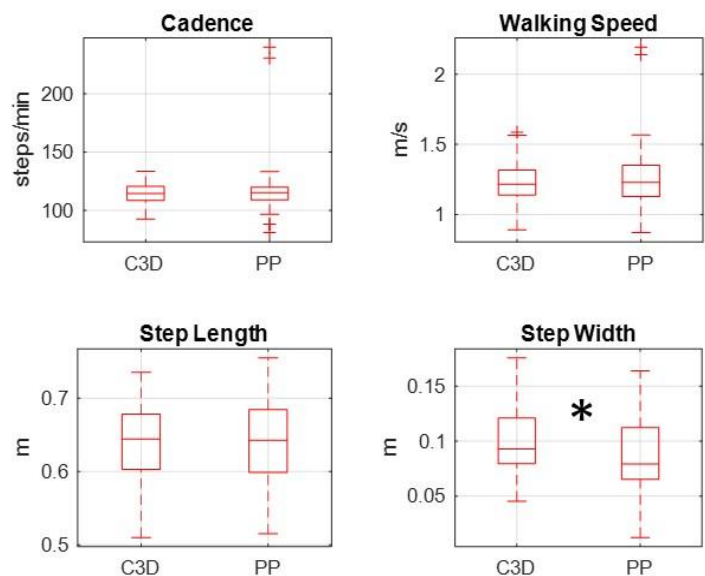 Cadence
steps/min
200
150
100
C3D
PP
Walking Speed
m/s
2
1.5
1
C3D
PP
Step Length
m
0.7
0.6
0.5
C3D
PP
Step Width
m
0.15
0.1
0.05
*
C3D
PP